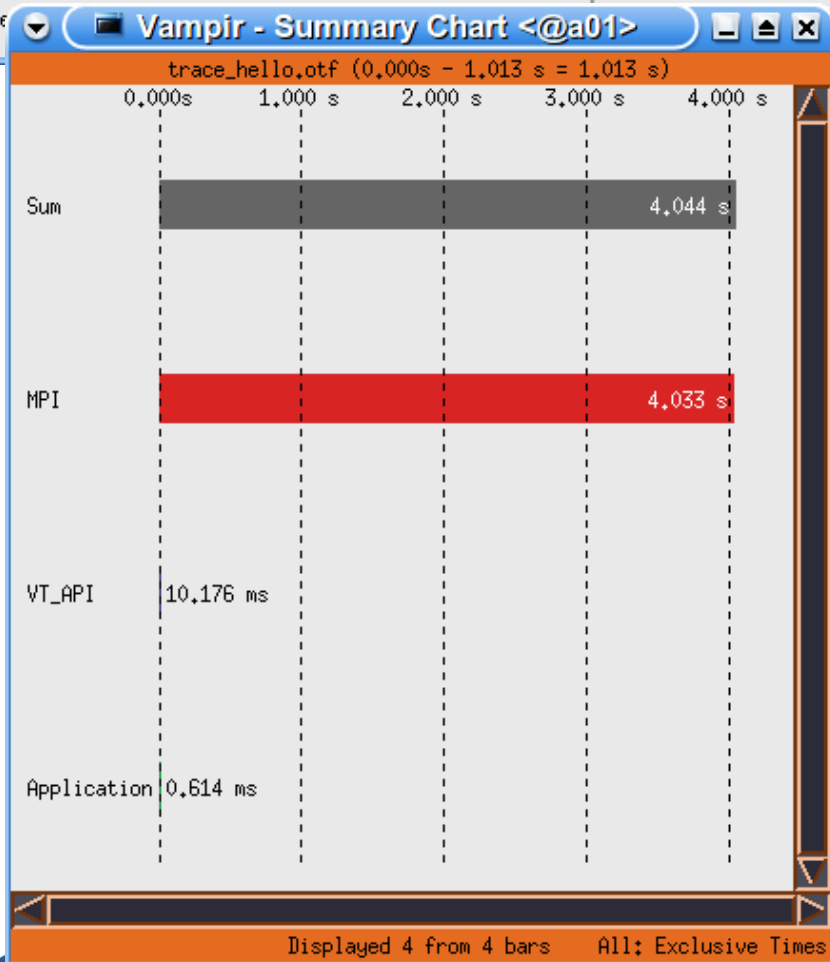 Vampir - Summary Chart <@a01>
trace_hello.otf (0.000s - 1.013 s = 1.013 s)
0.000s 1.000 s 2.000 s 3.000 s 4.000 s
Sum 4.044 s
MPI 4.033 s
VT_API 10.176 ms
Application 0.614 ms
Displayed 4 from 4 bars All: Exclusive Times